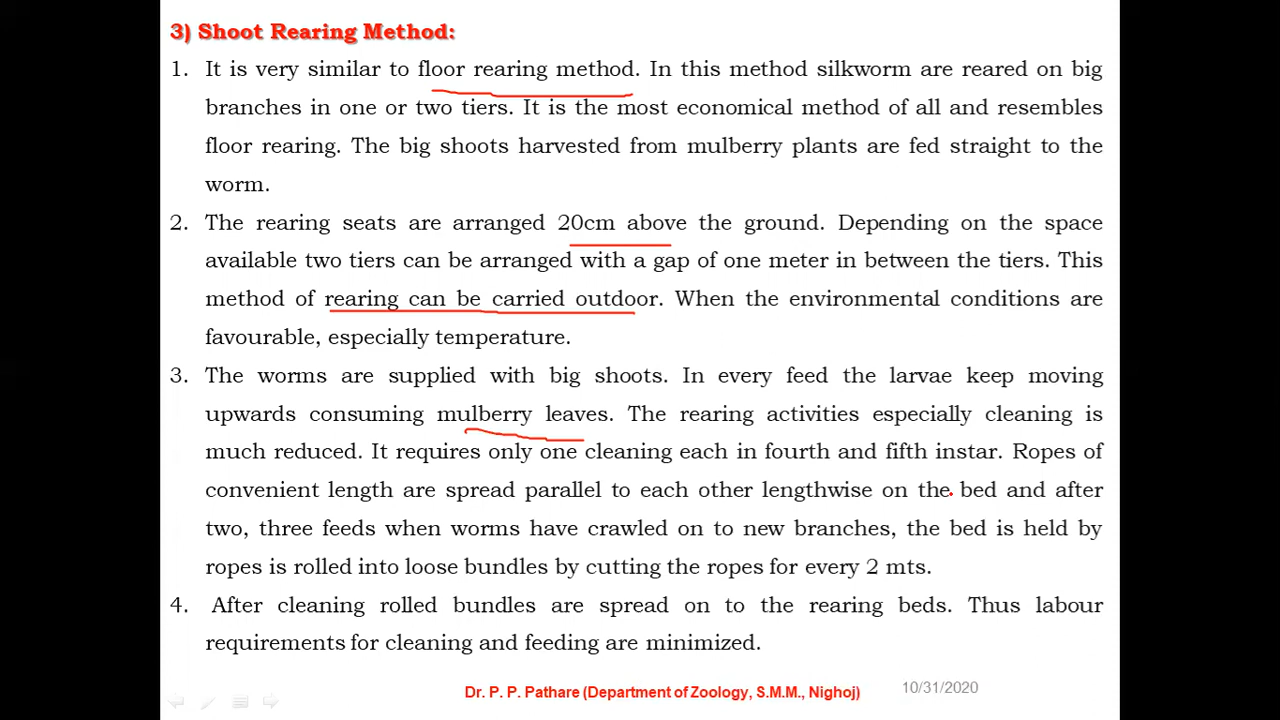 3) Shoot Rearing Method:
1. It is very similar to floor rearing method. In this method silkworm are reared on big
branches in one or two tiers. It is the most economical method of all and resembles
floor rearing. The big shoots harvested from mulberry plants are fed straight to the
worm.
2. The rearing seats are arranged 20cm above the ground. Depending on the space
available two tiers can be arranged with a gap of one meter in between the tiers. This
method of rearing can be carried outdoor. When the environmental conditions are
favourable, especially temperature.
3. The worms are supplied with big shoots. In every feed the larvae keep moving
upwards consuming mulberry leaves. The rearing activities especially cleaning is
much reduced. It requires only one cleaning each in fourth and fifth instar. Ropes of
convenient length are spread parallel to each other lengthwise on the bed and after
two, three feeds when worms have crawled on to new branches, the bed is held by
ropes is rolled into loose bundles by cutting the ropes for every 2 mts.
4. After cleaning rolled bundles are spread on to the rearing beds. Thus labour
requirements for cleaning and feeding are minimized.
Dr. P. P. Pathare (Department of Zoology, S.M.M., Nighoj) 10/31/2020